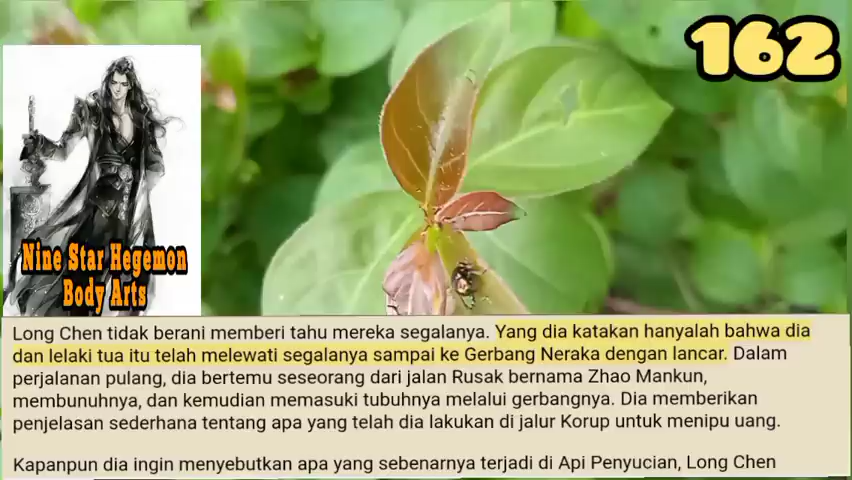 162
Nine Star Hegemon
Body Arts
Long Chen tidak berani memberi tahu mereka segalanya. Yang dia katakan hanyalah bahwa dia
dan lelaki tua itu telah melewati segalanya sampai ke Gerbang Neraka dengan lancar. Dalam
perjalanan pulang, dia bertemu seseorang dari jalan Rusak bernama Zhao Mankun,
membunuhnya, dan kemudian memasuki tubuhnya melalui gerbangnya. Dia memberikan
penjelasan sederhana tentang apa yang telah dia lakukan di jalur Korup untuk menipu uang.
Kapanpun dia ingin menyebutkan apa yang sebenarnya terjadi di Api Penyucian, Long Chen